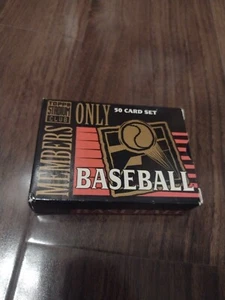 TOPPS
STADIUM
CLUB
MEMBERS
ONLY
50 CARD SET
BASEBALL